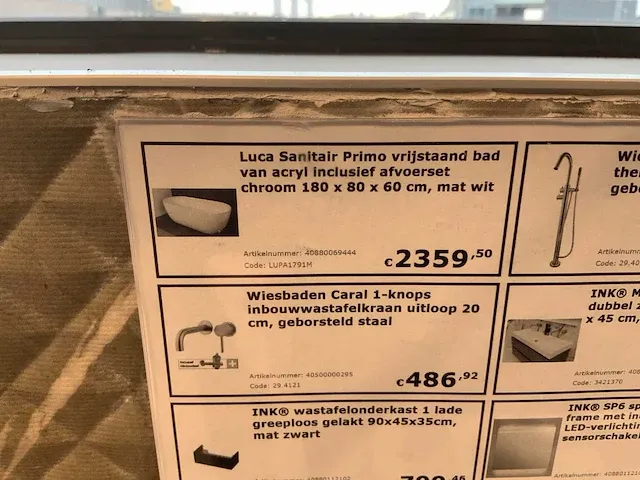 Luca Sanitair Primo vrijstaand bad
van acryl inclusief afvoerset
chroom 180 x 80 x 60 cm, mat wit
Artikelnummer: 40880069444
Code: LUPA1791M
€2359,50
Wiesbaden Caral 1-knops
inbouwwastafelkraan uitloop 20
cm, geborsteld staal
Artikelnummer: 40500000295
Code: 29.4121
€486,92
INK® wastafelonderkast 1 lade
greeploos gelakt 90x45x35cm,
mat zwart
INK® M
dubbel
x 45 cm,
Code: 3421370
INK® SP6 sp
frame met in
LED-verlichtin
sensorschakel